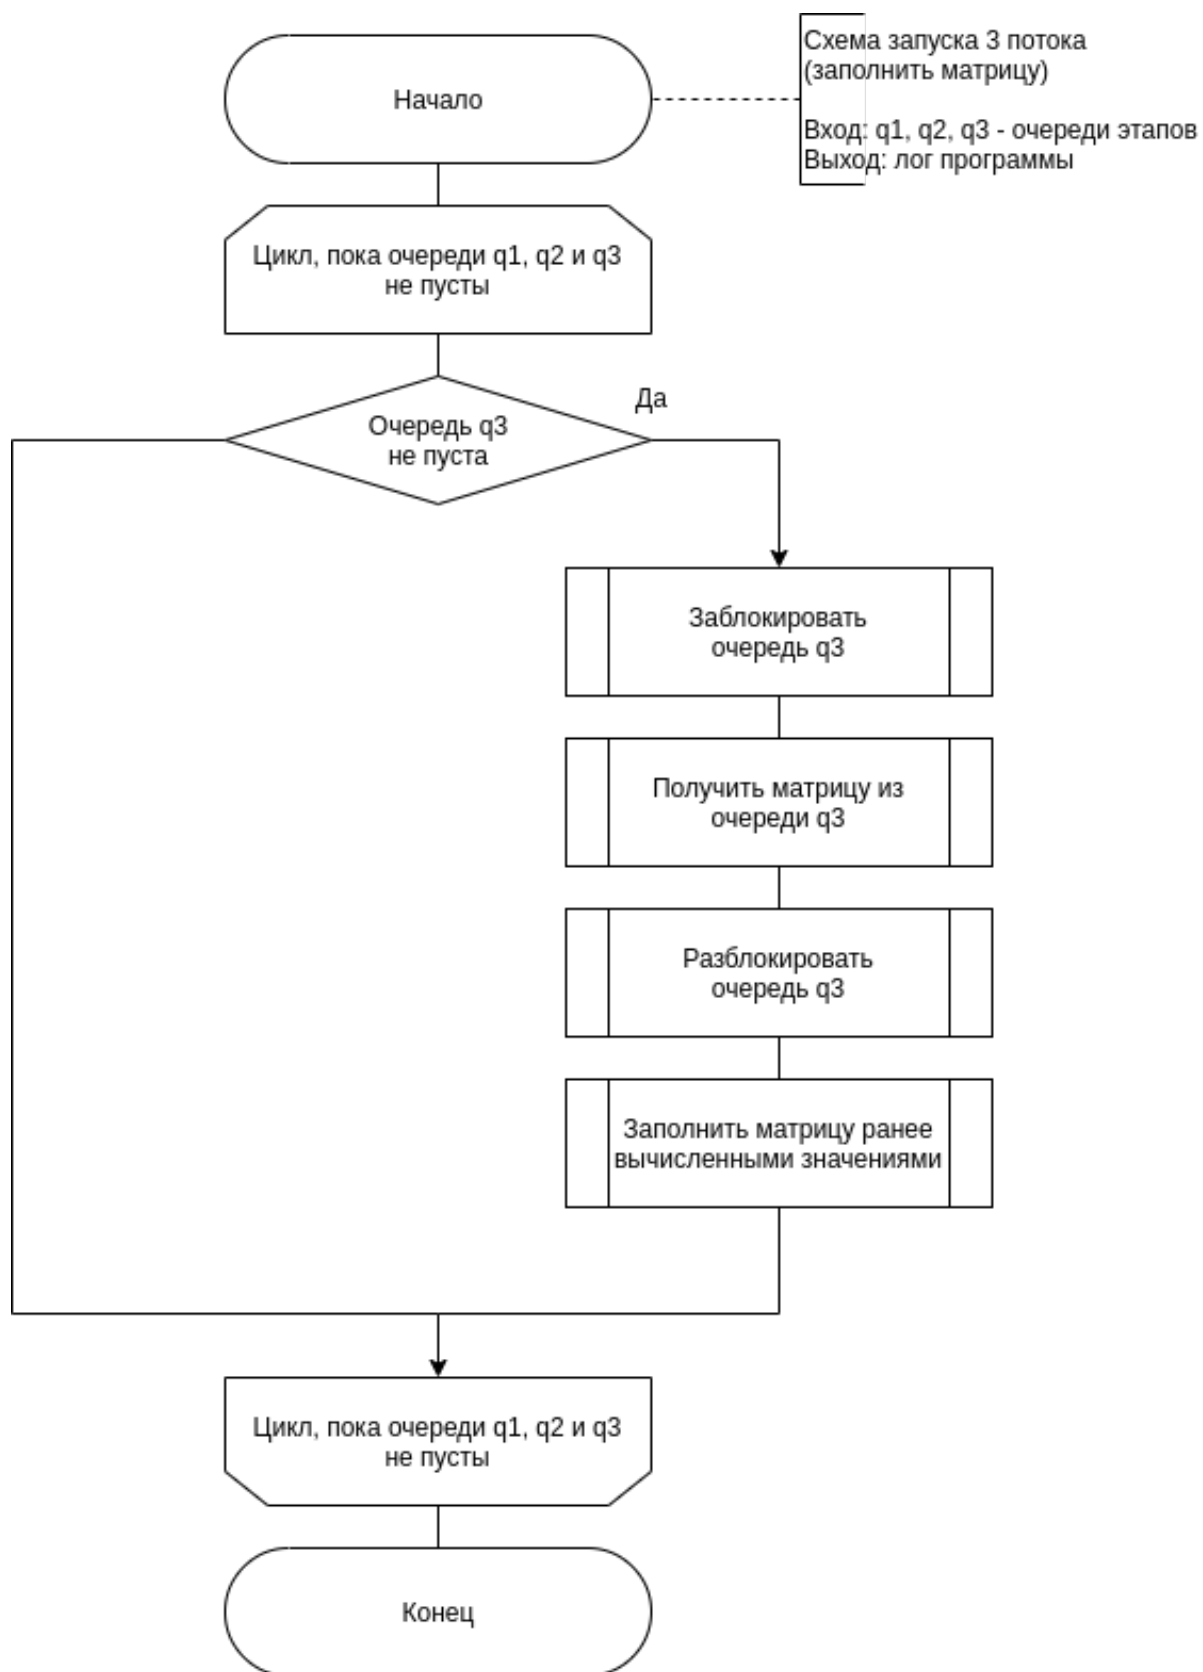 Схема запуска 3 потока
(заполнить матрицу)
Вход: q1, q2, q3 - очереди этапов
Выход: лог программы
Начало
Цикл, пока очереди q1, q2 и q3
не пусты
Да
Очередь q3
не пуста
Заблокировать
очередь q3
Получить матрицу из
очереди q3
Разблокировать
очередь q3
Заполнить матрицу ранее
вычисленными значениями
Цикл, пока очереди q1, q2 и q3
не пусты
Конец